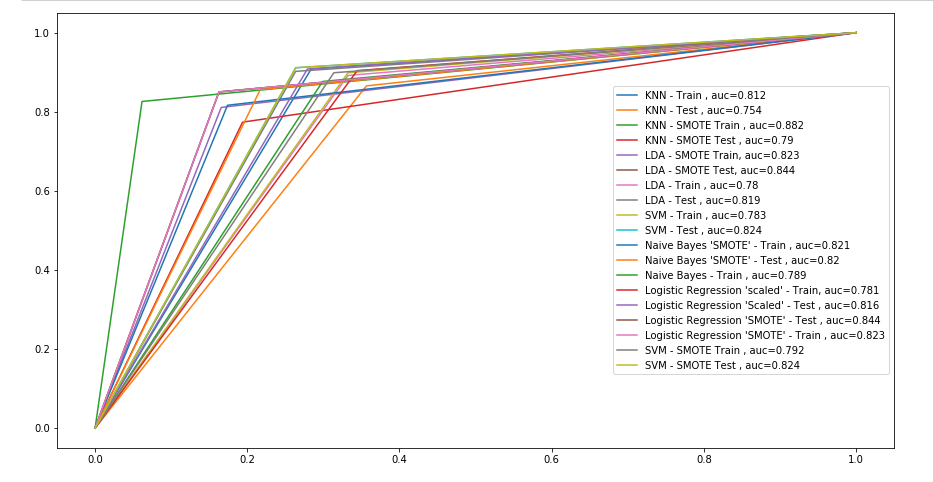 1.0
0.8
0.6
0.4
0.2
0.0
KNN - Train , auc=0.812
KNN - Test , auc=0.754
KNN - SMOTE Train , auc=0.882
KNN - SMOTE Test , auc=0.79
LDA - SMOTE Train, auc=0.823
LDA - SMOTE Test, auc=0.844
LDA - Train , auc=0.78
LDA - Test , auc=0.819
SVM - Train , auc=0.783
SVM - Test , auc=0.824
Naive Bayes 'SMOTE' - Train , auc=0.821
Naive Bayes 'SMOTE' - Test , auc=0.82
Naive Bayes - Train , auc=0.789
Logistic Regression 'scaled' - Train, auc=0.781
Logistic Regression 'Scaled' - Test , auc=0.816
Logistic Regression 'SMOTE' - Test , auc=0.844
Logistic Regression 'SMOTE' - Train , auc=0.823
SVM - SMOTE Train , auc=0.792
SVM - SMOTE Test , auc=0.824
0.0 0.2 0.4 0.6 0.8 1.0